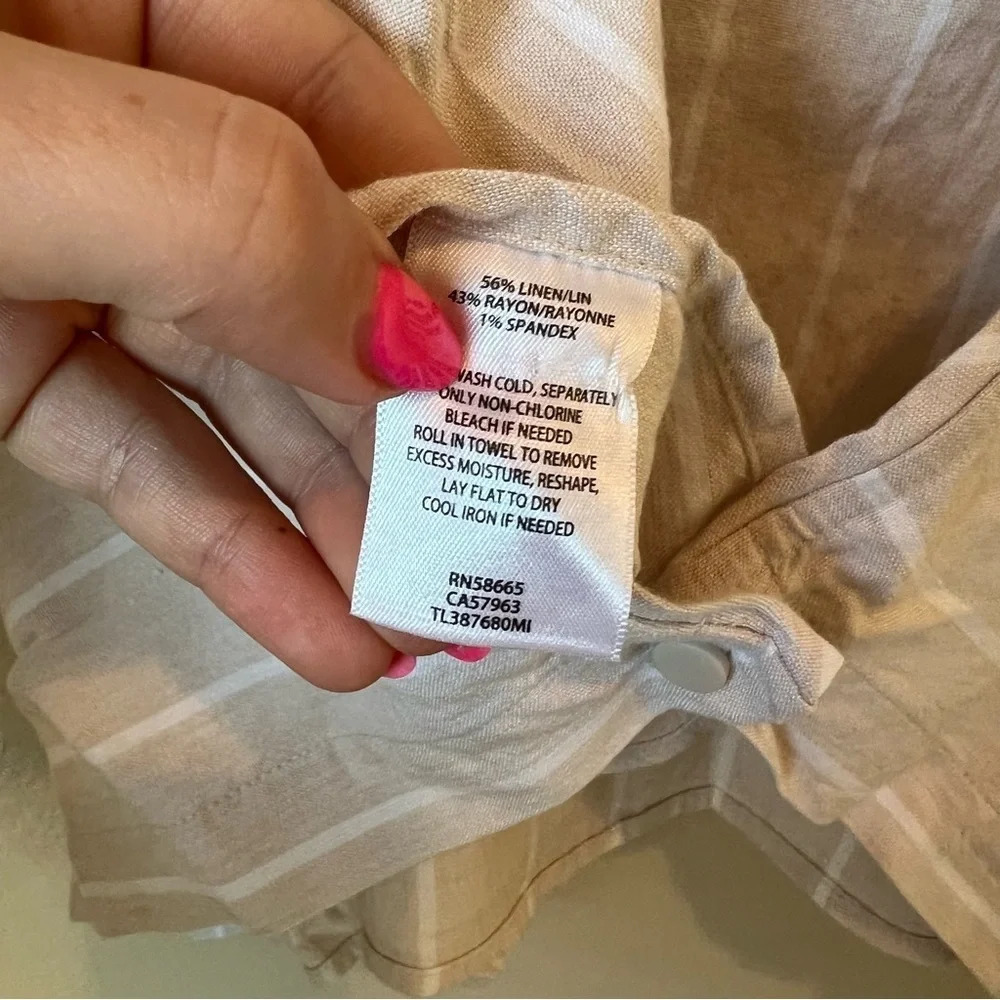 56% LINEN/LIN
43% RAYON/RAYONNE
1% SPANDEX
WASH COLD, SEPARATELY
ONLY NON-CHLORINE
BLEACH IF NEEDED
ROLL IN TOWEL TO REMOVE
EXCESS MOISTURE, RESHAPE,
LAY FLAT TO DRY
COOL IRON IF NEEDED
RN58665
CA57963
TL387680MI